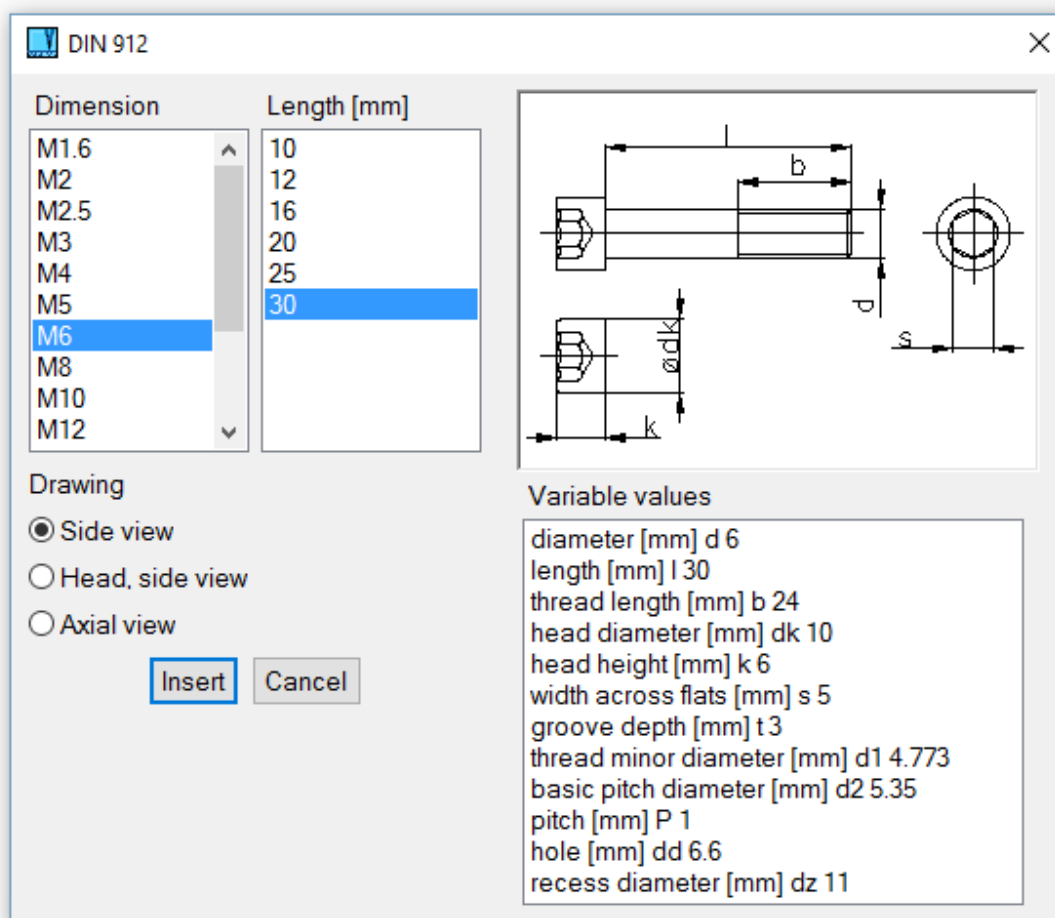 DIN 912
Dimension
M1.6
M2
M2.5
M3
M4
M5
M6
M8
M10
M12
Length [mm]
10
12
16
20
25
30
l
b
d
s
ødk
k
Drawing
Side view
Head, side view
Axial view
Insert
Cancel
Variable values
diameter [mm] d 6
length [mm] l 30
thread length [mm] b 24
head diameter [mm] dk 10
head height [mm] k 6
width across flats [mm] s 5
groove depth [mm] t 3
thread minor diameter [mm] d1 4.773
basic pitch diameter [mm] d2 5.35
pitch [mm] P 1
hole [mm] dd 6.6
recess diameter [mm] dz 11